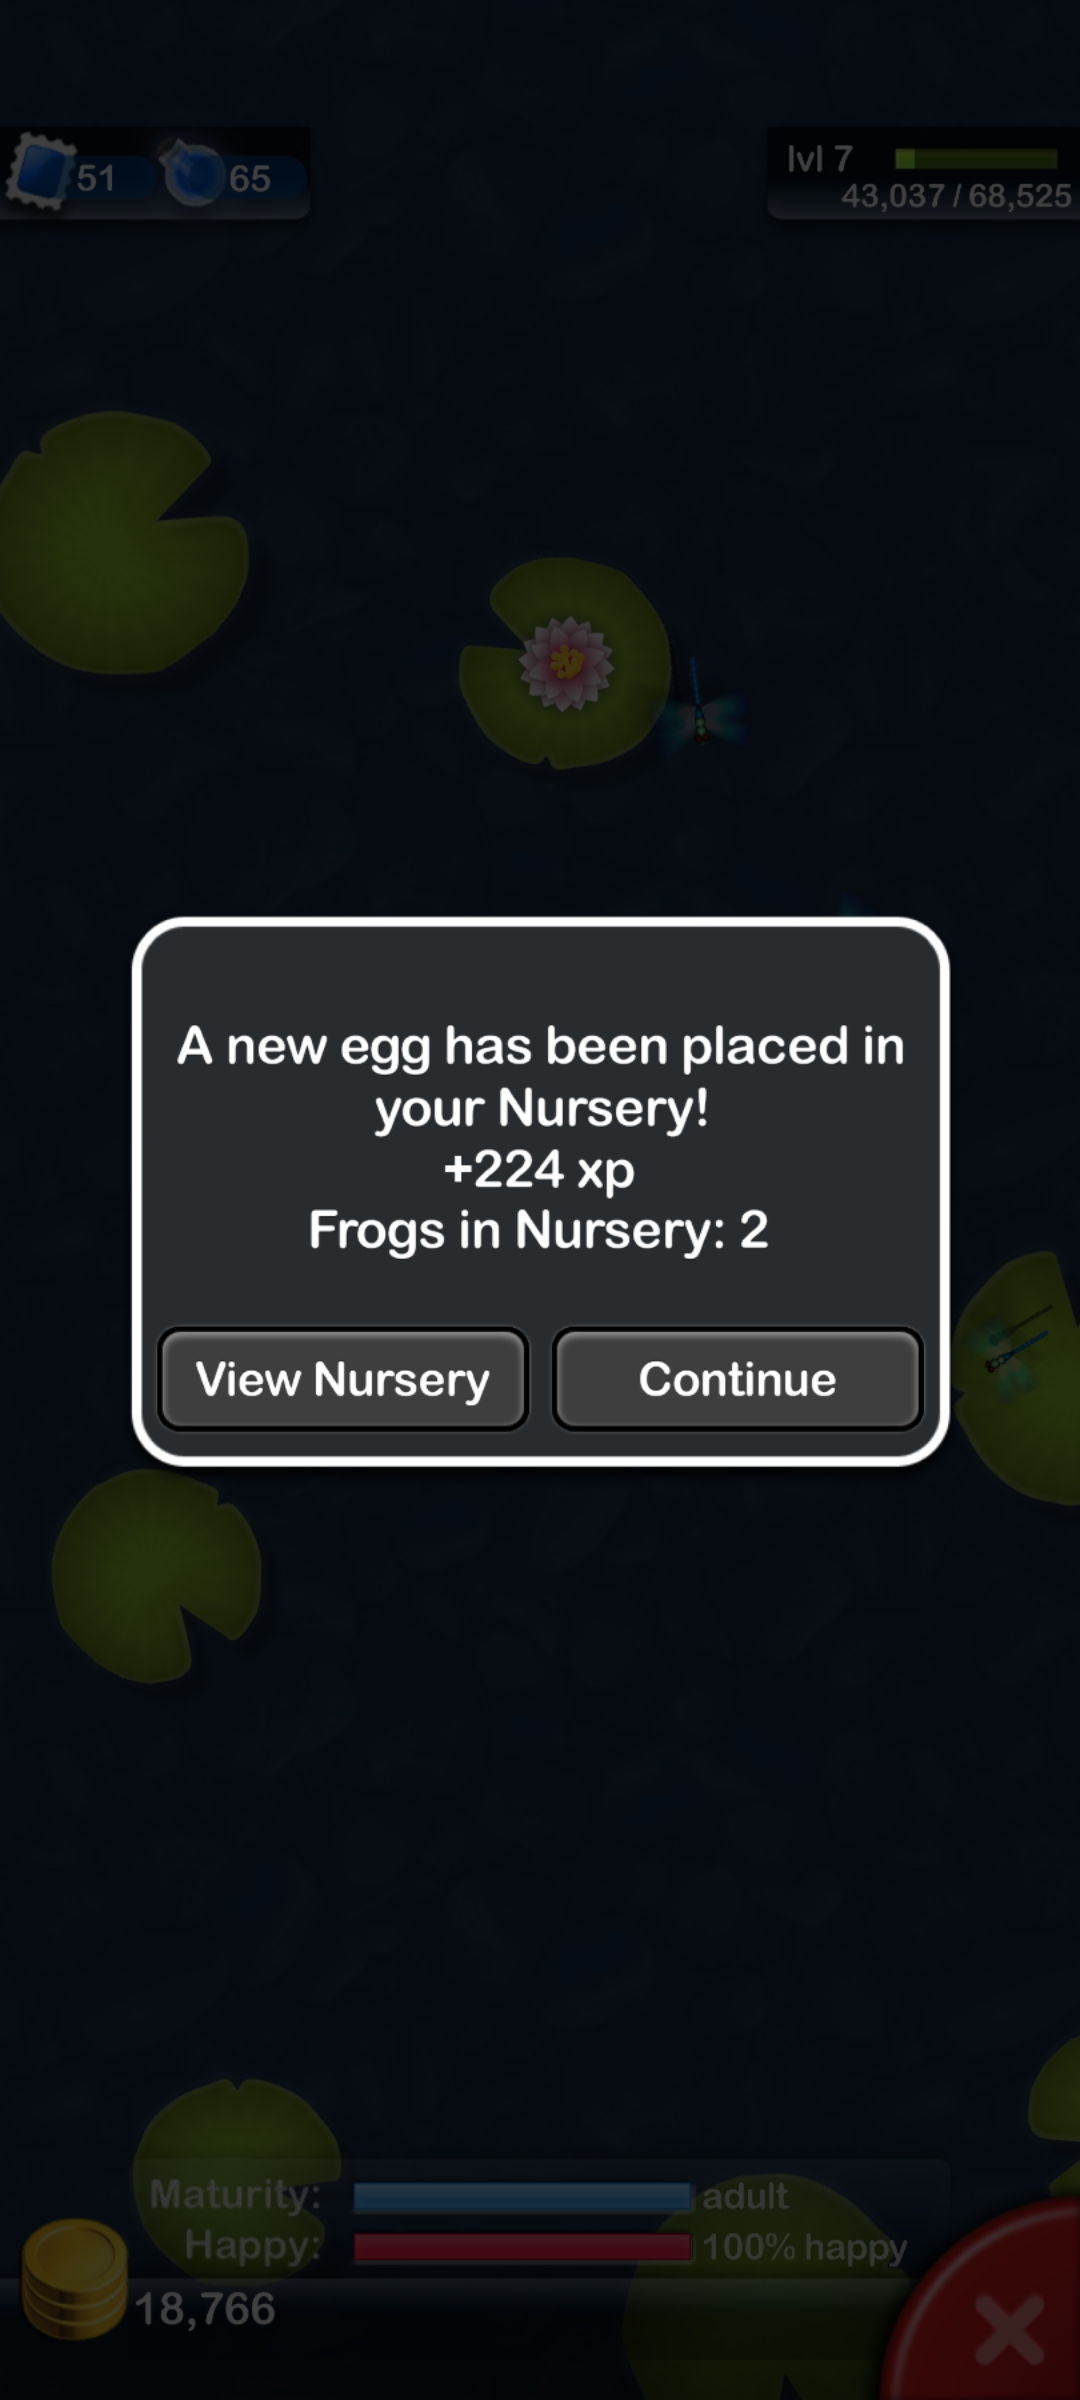 51
65
lvl 7
43,037 / 68,525
A new egg has been placed in
your Nursery!
+224 xp
Frogs in Nursery: 2
View Nursery
Continue
Maturity:
adult
Happy:
100% happy
18,766